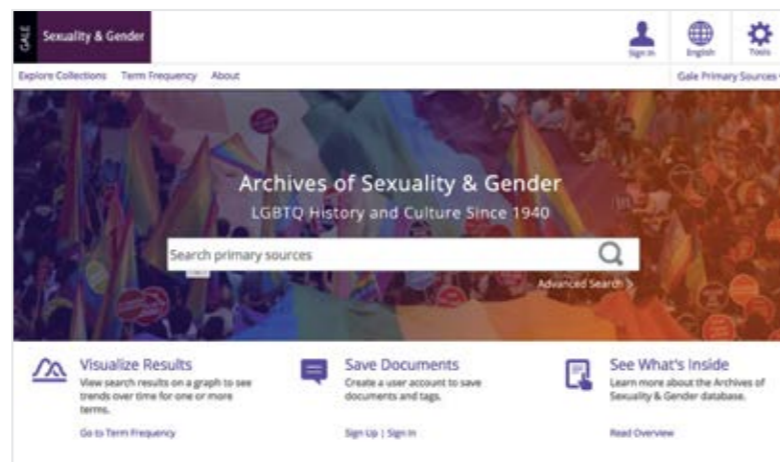 GALE
Sexuality & Gender
Sign In
English
Tools
Explore Collections Term Frequency About
Gale Primary Sources
Archives of Sexuality & Gender
LGBTQ History and Culture Since 1940
Search primary sources
Advanced Search >
Visualize Results
View search results on a graph to see
trends over time for one or more
terms.
Go to Term Frequency
Save Documents
Create a user account to save
documents and tags.
Sign Up | Sign In
See What's Inside
Learn more about the Archives of
Sexuality & Gender database.
Read Overview